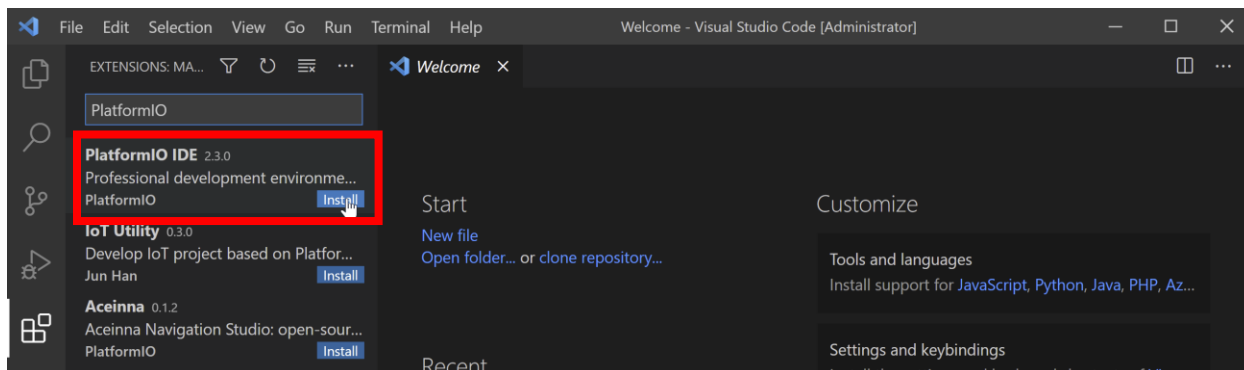 File Edit Selection View Go Run Terminal Help Welcome - Visual Studio Code [Administrator]
EXTENSIONS: MA...
Welcome
PlatformIO
PlatformIO IDE 2.3.0
Professional development environme...
PlatformIO Install
IoT Utility 0.3.0
Develop IoT project based on Platfor...
Jun Han Install
Aceinna 0.1.2
Aceinna Navigation Studio: open-sour...
PlatformIO Install
Start
New file
Open folder... or clone repository...
Recent
Customize
Tools and languages
Install support for JavaScript, Python, Java, PHP, Az...
Settings and keybindings